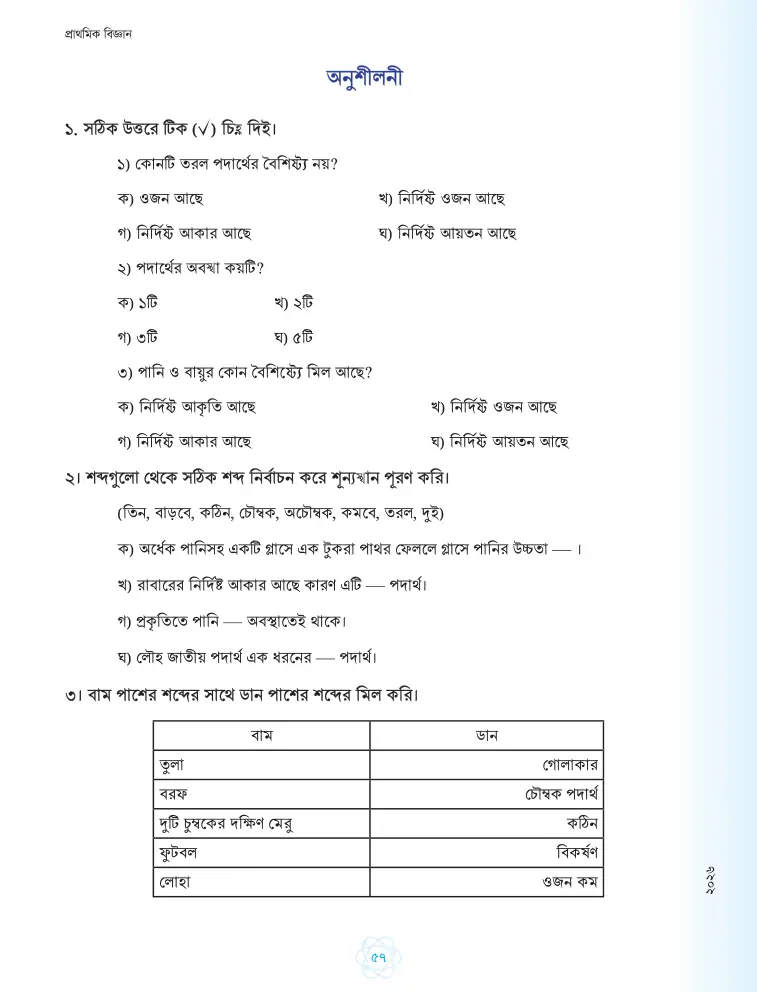 প্রাথমিক বিজ্ঞান
অনুশীলনী
১. সঠিক উত্তরে টিক (√) চিহ্ন দিই।
১) কোনটি তরল পদার্থের বৈশিষ্ট্য নয়?
ক) ওজন আছে খ) নির্দিষ্ট ওজন আছে
গ) নির্দিষ্ট আকার আছে ঘ) নির্দিষ্ট আয়তন আছে
২) পদার্থের অবস্থা কয়টি?
ক) ১টি খ) ২টি
গ) ৩টি ঘ) ৫টি
৩) পানি ও বায়ুর কোন বৈশিষ্ট্যে মিল আছে?
ক) নির্দিষ্ট আকৃতি আছে খ) নির্দিষ্ট ওজন আছে
গ) নির্দিষ্ট আকার আছে ঘ) নির্দিষ্ট আয়তন আছে
২। শব্দগুলো থেকে সঠিক শব্দ নির্বাচন করে শূন্যস্থান পূরণ করি।
(তিন, বাড়বে, কঠিন, চৌম্বক, অচৌম্বক, কমবে, তরল, দুই)
ক) অর্ধেক পানিসহ একটি গ্লাসে এক টুকরা পাথর ফেললে গ্লাসে পানির উচ্চতা — ।
খ) রাবারের নির্দিষ্ট আকার আছে কারণ এটি — পদার্থ।
গ) প্রকৃতিতে পানি — অবস্থাতেই থাকে।
ঘ) লৌহ জাতীয় পদার্থ এক ধরনের — পদার্থ।
৩। বাম পাশের শব্দের সাথে ডান পাশের শব্দের মিল করি।
বাম ডান
তুলা গোলাকার
বরফ চৌম্বক পদার্থ
দুটি চুম্বকের দক্ষিণ মেরু কঠিন
ফুটবল বিকর্ষণ
লোহা ওজন কম
২০২৬
৫৭